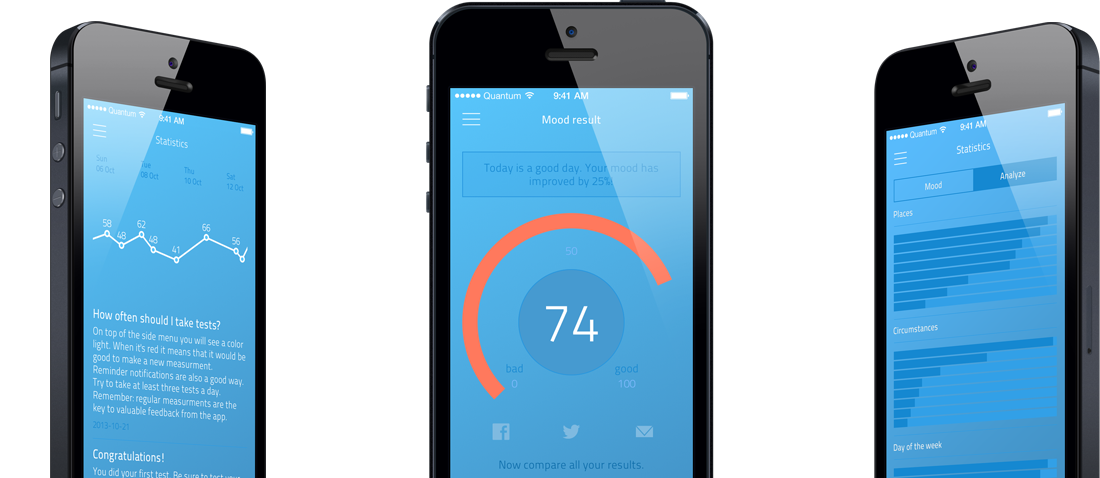 Quantum
9:41 AM
Statistics
Sun
06 Oct
Tue
08 Oct
Thu
10 Oct
Sat
12 Oct
58
48
62
48
41
66
56
How often should I take tests?
On top of the side menu you will see a color
light. When it's red it means that it would be
good to make a new measurment.
Reminder notifications are also a good way.
Try to take at least three tests a day.
Remember: regular measurments are the
key to valuable feedback from the app.
2013-10-21
Congratulations!
You did your first test. Be sure to test your
Quantum
9:41 AM
Mood result
Today is a good day. Your mood has
improved by 25%!
50
74
bad
good
0
100
Now compare all your results.
Quantum
9:41 AM
Statistics
Mood
Analyze
Places
Circumstances
Day of the week